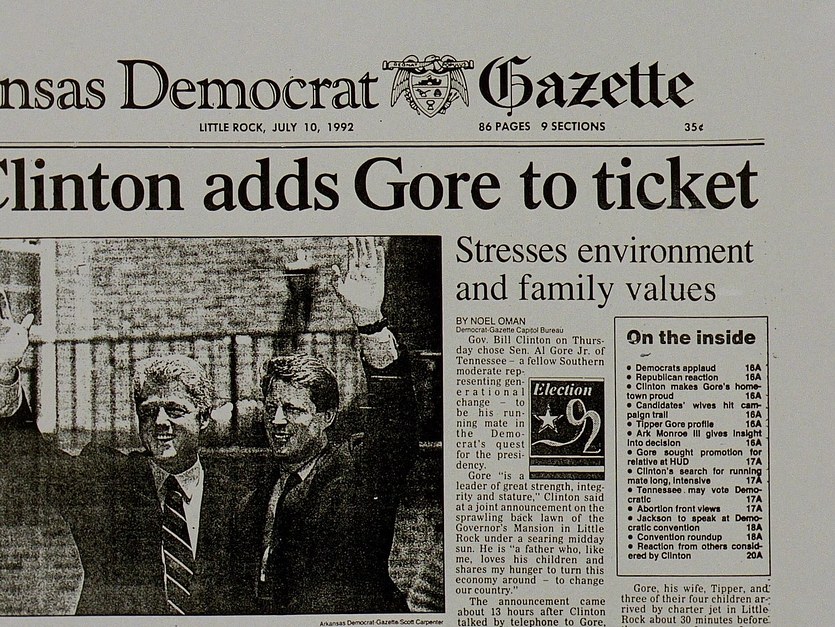 nsas Democrat Gazette
LITTLE ROCK, JULY 10, 1992 86 PAGES 9 SECTIONS 35¢
Clinton adds Gore to ticket
Stresses environment
and family values
BY NOEL OMAN
Democrat-Gazette Capitol Bureau
Gov. Bill Clinton on Thurs-
day chose Sen. Al Gore Jr. of
Tennessee – a fellow Southern
moderate rep-
resenting gen-
erational
change – to
be his run-
ning mate in
the Demo-
crat's quest
for the presi-
dency.
Election
92
Gore "is a
leader of great strength, integ-
rity and stature," Clinton said
at a joint announcement on the
sprawling back lawn of the
Governor's Mansion in Little
Rock under a searing midday
sun. He is "a father who, like
me, loves his children and
shares my hunger to turn this
economy around – to change
our country."
The announcement came
about 13 hours after Clinton
talked by telephone to Gore,
On the inside
● Democrats applaud 16A
● Republican reaction 16A
● Clinton makes Gore's home-
town proud 16A
● Candidates' wives hit cam-
paign trail 16A
● Tipper Gore profile 16A
● Ark Monroe III gives insight
into decision 16A
● Gore sought promotion for
relative at HUD 17A
● Clinton's search for running
mate long, intensive 17A
● Tennessee may vote Demo-
cratic 17A
● Abortion front views 17A
● Jackson to speak at Demo-
cratic convention 18A
● Convention roundup 18A
● Reaction from others consid-
ered by Clinton 20A
Gore, his wife, Tipper, and
three of their four children ar-
rived by charter jet in Little
Rock about 30 minutes before
Arkansas Democrat-Gazette/Scott Carpenter